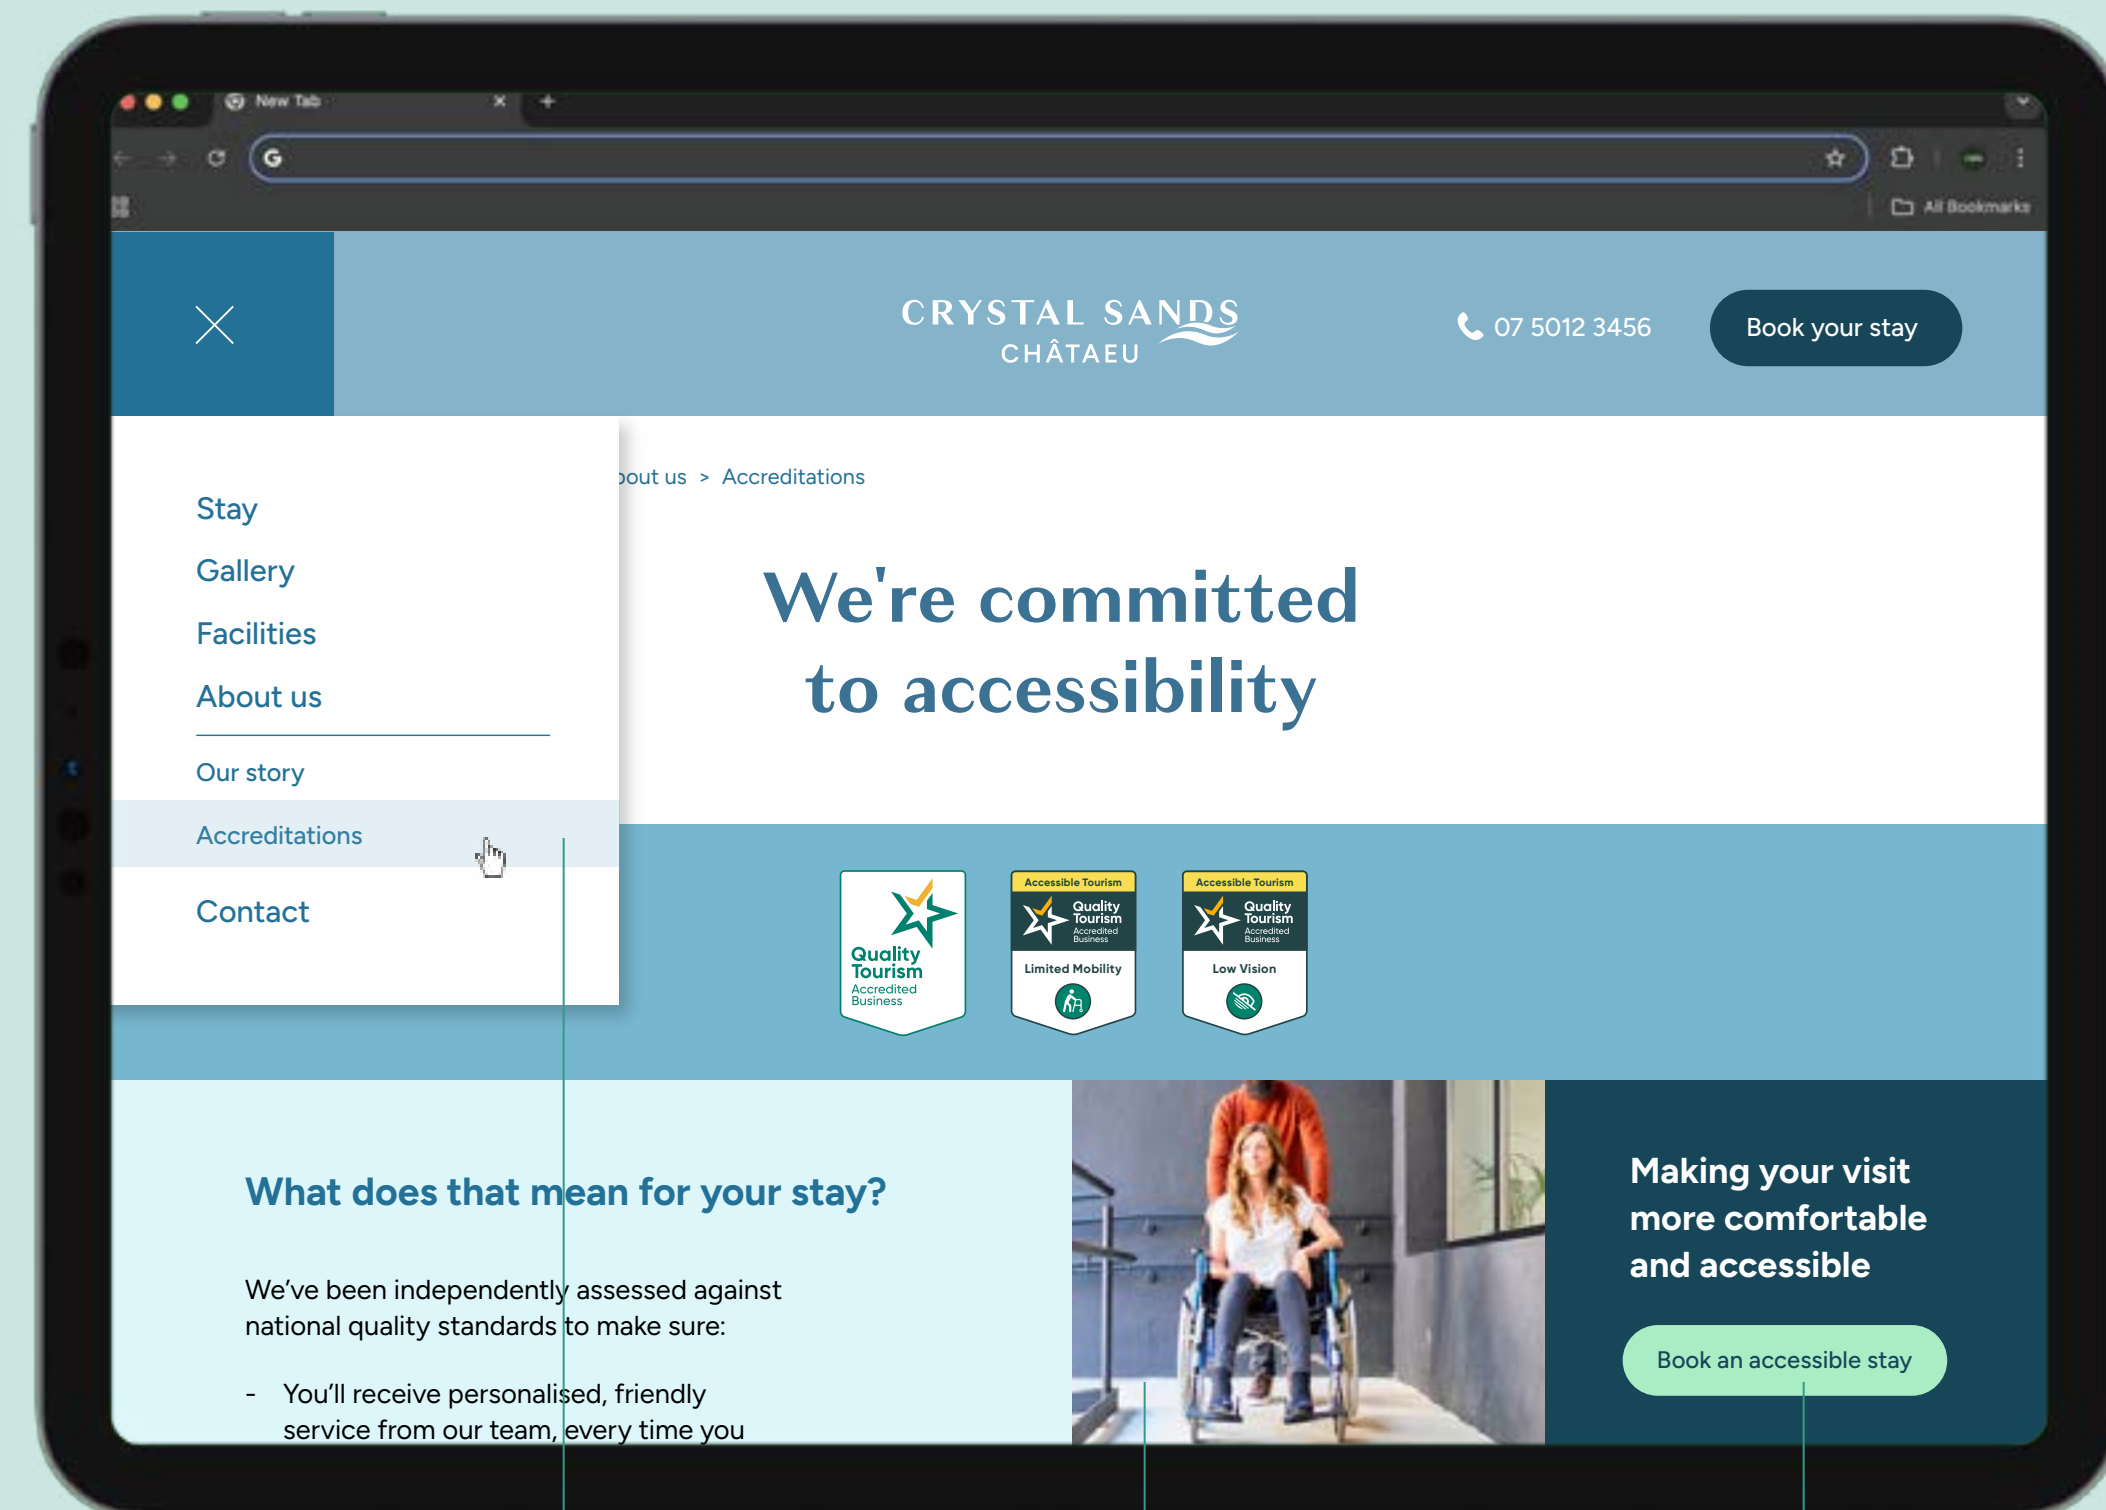 New Tab
All Bookmarks
CRYSTAL SANDS
CHÂTAEU
07 5012 3456
Book your stay
Stay
Gallery
Facilities
About us
Our story
Accreditations
Contact
bout us > Accreditations
We're committed
to accessibility
Quality
Tourism
Accredited
Business
Accessible Tourism
Quality
Tourism
Accredited
Business
Limited Mobility
Accessible Tourism
Quality
Tourism
Accredited
Business
Low Vision
What does that mean for your stay?
We’ve been independently assessed against
national quality standards to make sure:
- You’ll receive personalised, friendly
service from our team, every time you
Making your visit
more comfortable
and accessible
Book an accessible stay